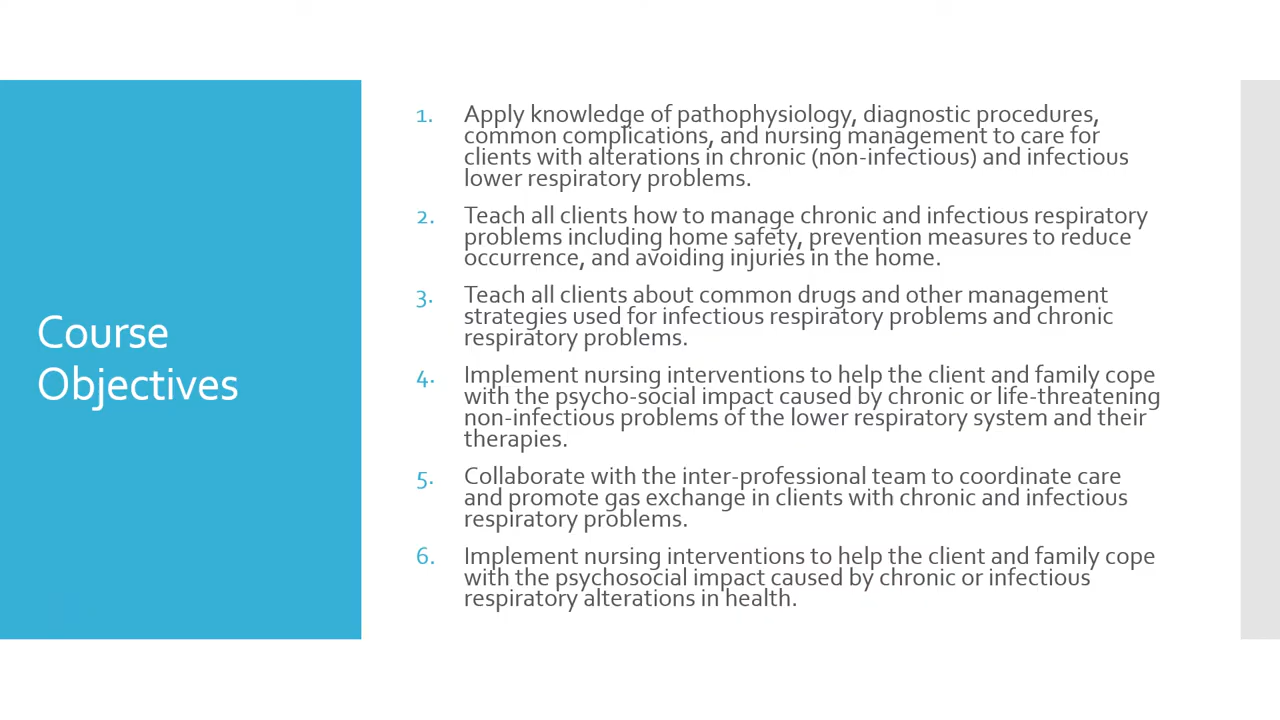 Course
Objectives
1. Apply knowledge of pathophysiology, diagnostic procedures,
common complications, and nursing management to care for
clients with alterations in chronic (non-infectious) and infectious
lower respiratory problems.
2. Teach all clients how to manage chronic and infectious respiratory
problems including home safety, prevention measures to reduce
occurrence, and avoiding injuries in the home.
3. Teach all clients about common drugs and other management
strategies used for infectious respiratory problems and chronic
respiratory problems.
4. Implement nursing interventions to help the client and family cope
with the psycho-social impact caused by chronic or life-threatening
non-infectious problems of the lower respiratory system and their
therapies.
5. Collaborate with the inter-professional team to coordinate care
and promote gas exchange in clients with chronic and infectious
respiratory problems.
6. Implement nursing interventions to help the client and family cope
with the psychosocial impact caused by chronic or infectious
respiratory alterations in health.